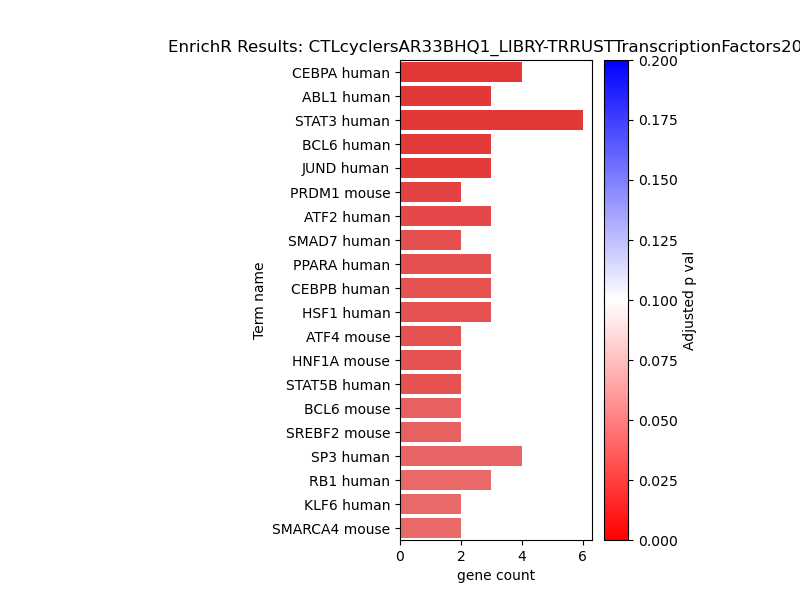 EnrichR Results: CTLcyclersAR33BHQ1_LIBRY-TRRUSTTranscriptionFactors20
CEBPA human
ABL1 human
STAT3 human
BCL6 human
JUND human
PRDM1 mouse
ATF2 human
SMAD7 human
PPARA human
CEBPB human
HSF1 human
ATF4 mouse
HNF1A mouse
STAT5B human
BCL6 mouse
SREBF2 mouse
SP3 human
RB1 human
KLF6 human
SMARCA4 mouse
Term name
0 2 4 6
gene count
0.200
0.175
0.150
0.125
0.100
0.075
0.050
0.025
0.000
Adjusted p val